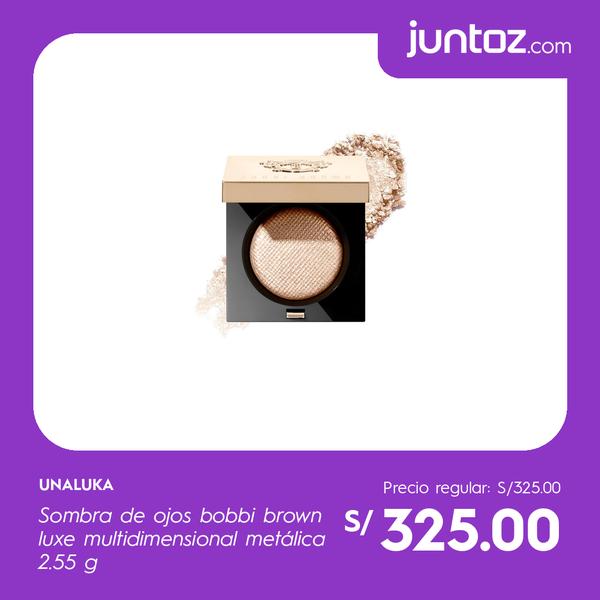 juntoz.com
UNALUKA
Sombra de ojos bobbi brown
luxe multidimensional metálica
2.55 g
Precio regular: S/325.00
S/ 325.00